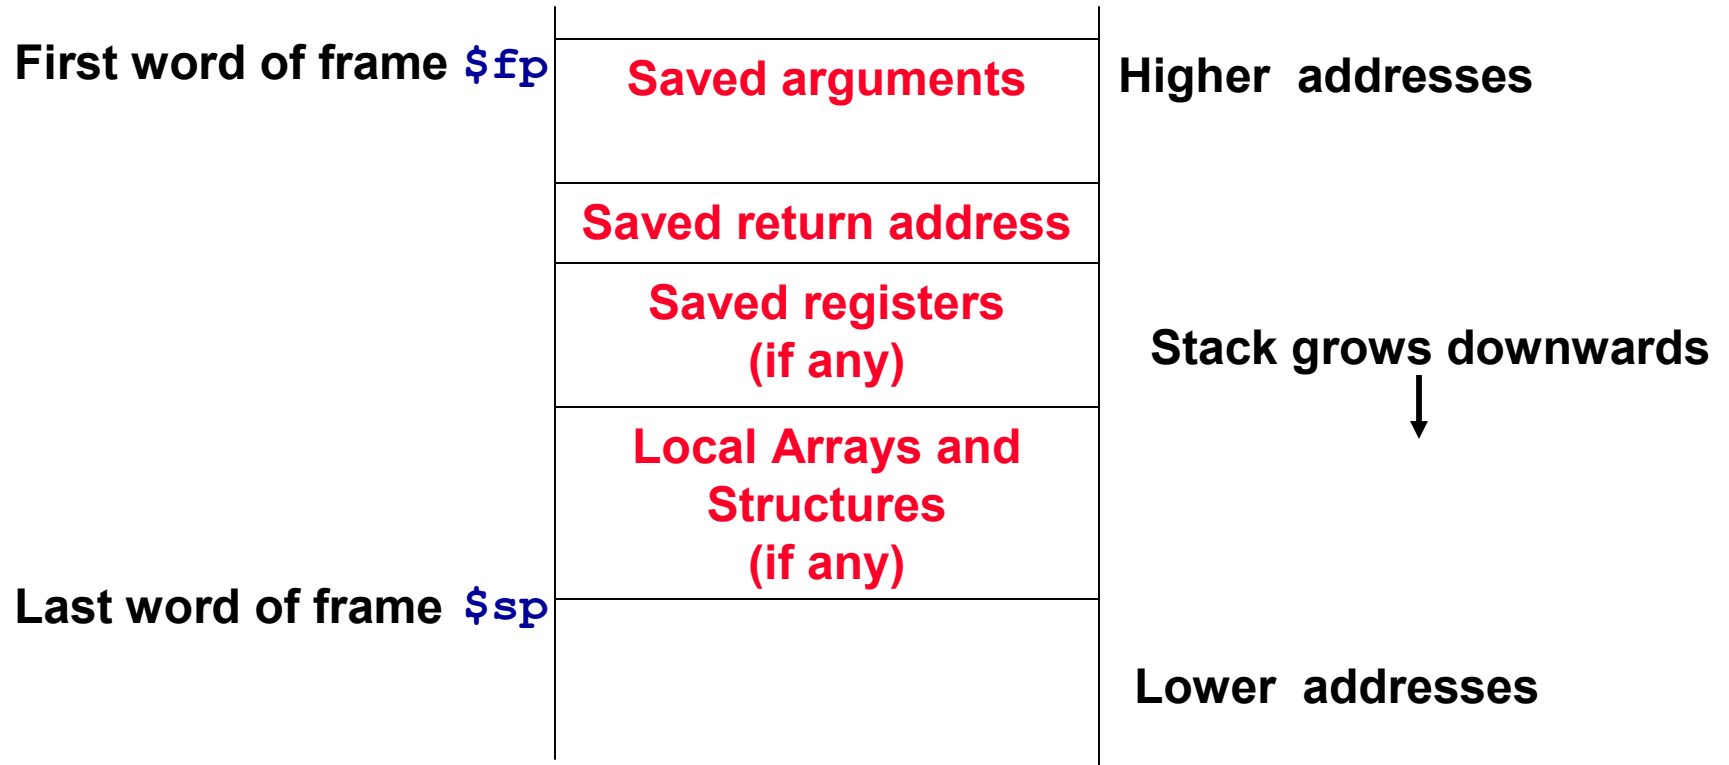 First word of frame $fp
Saved arguments
Higher addresses
Saved return address
Saved registers
(if any)
Stack grows downwards
Local Arrays and
Structures
(if any)
Last word of frame $sp
Lower addresses